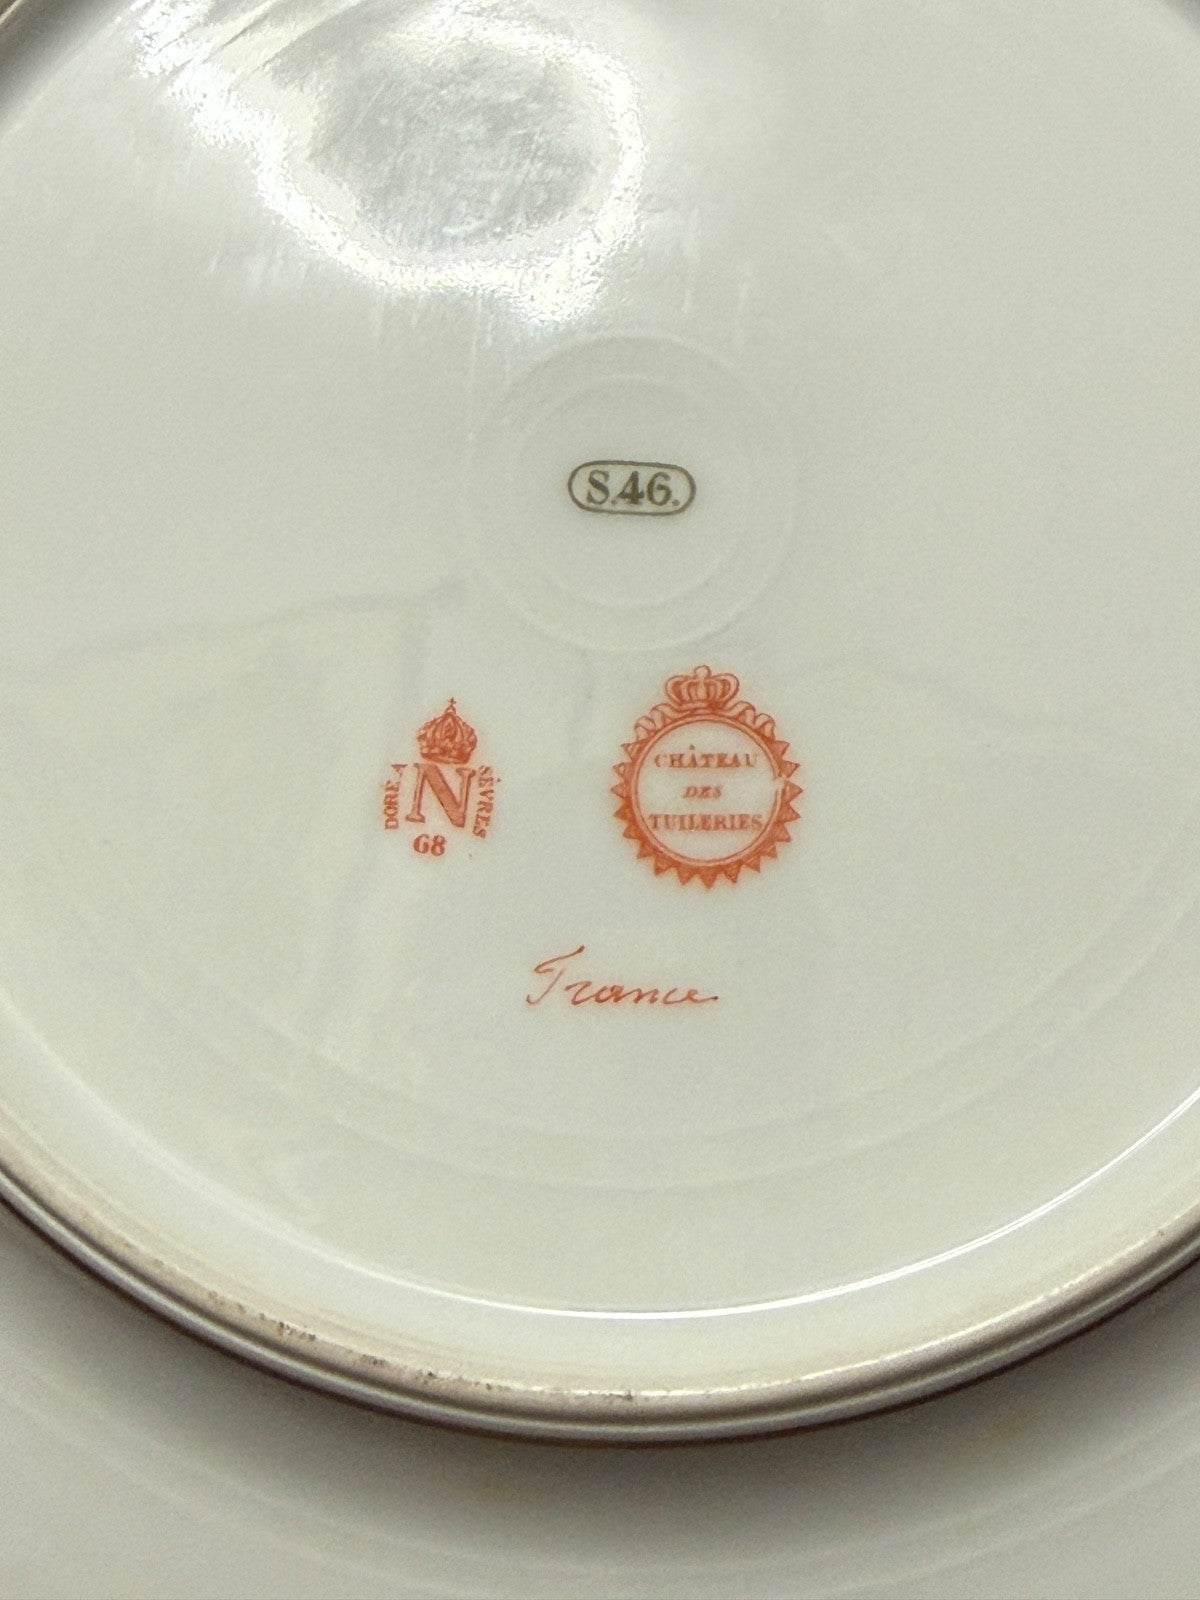 S.46.
DORÉ A
N
SÈVRES
68
CHÂTEAU
DES
TUILERIES
France